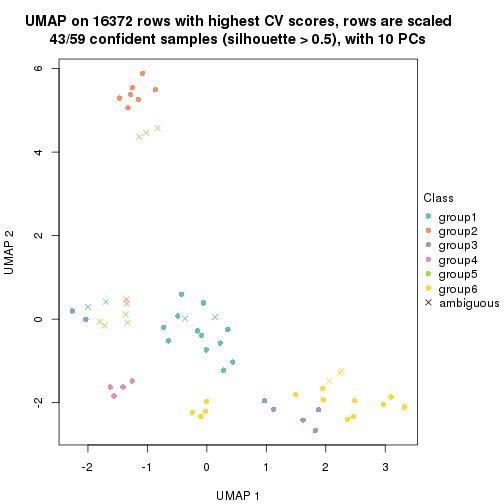 UMAP on 16372 rows with highest CV scores, rows are scaled
43/59 confident samples (silhouette > 0.5), with 10 PCs
6
4
2
0
-2
UMAP 2
-2
-1
0
1
2
3
UMAP 1
Class
group1
group2
group3
group4
group5
group6
ambiguous